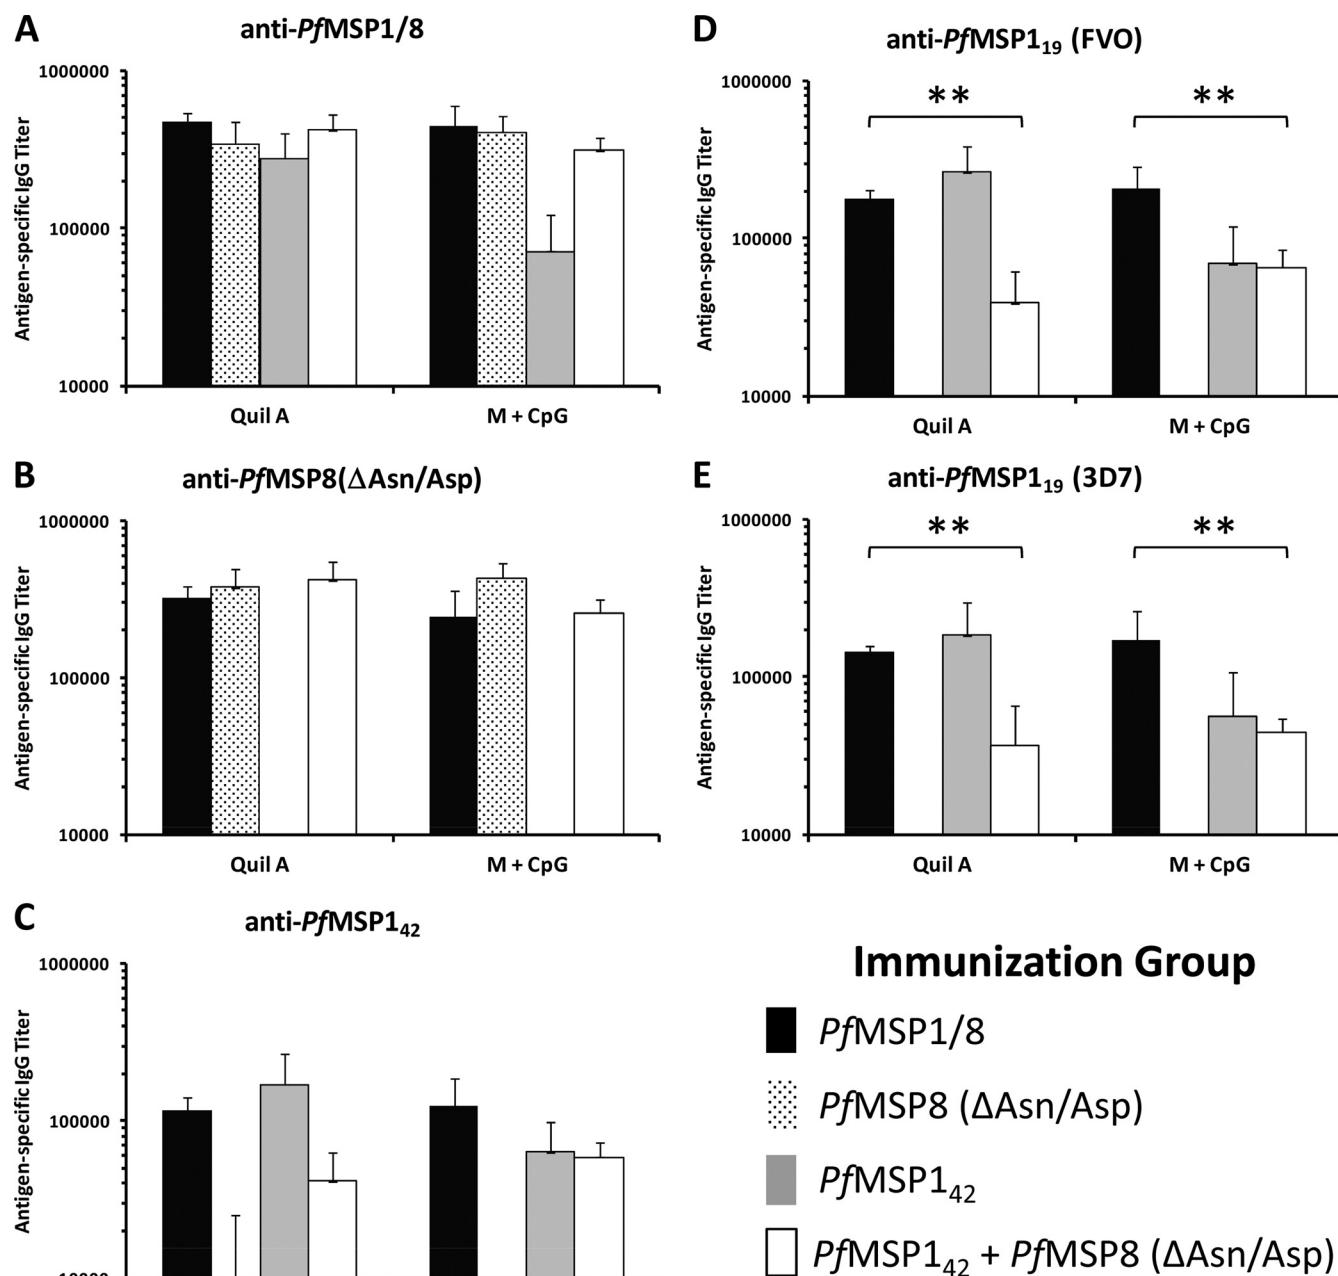 A
anti-PfMSP1/8
1000000
100000
10000
Antigen-specific IgG Titer
Quil A
M + CpG
B
anti-PfMSP8(ΔAsn/Asp)
1000000
100000
10000
Antigen-specific IgG Titer
Quil A
M + CpG
C
anti-PfMSP1₄₂
1000000
100000
10000
Antigen-specific IgG Titer
D
anti-PfMSP1₁₉ (FVO)
1000000
100000
10000
Antigen-specific IgG Titer
**
**
Quil A
M + CpG
E
anti-PfMSP1₁₉ (3D7)
1000000
100000
10000
Antigen-specific IgG Titer
**
**
Quil A
M + CpG
Immunization Group
PfMSP1/8
PfMSP8 (ΔAsn/Asp)
PfMSP1₄₂
PfMSP1₄₂ + PfMSP8 (ΔAsn/Asp)